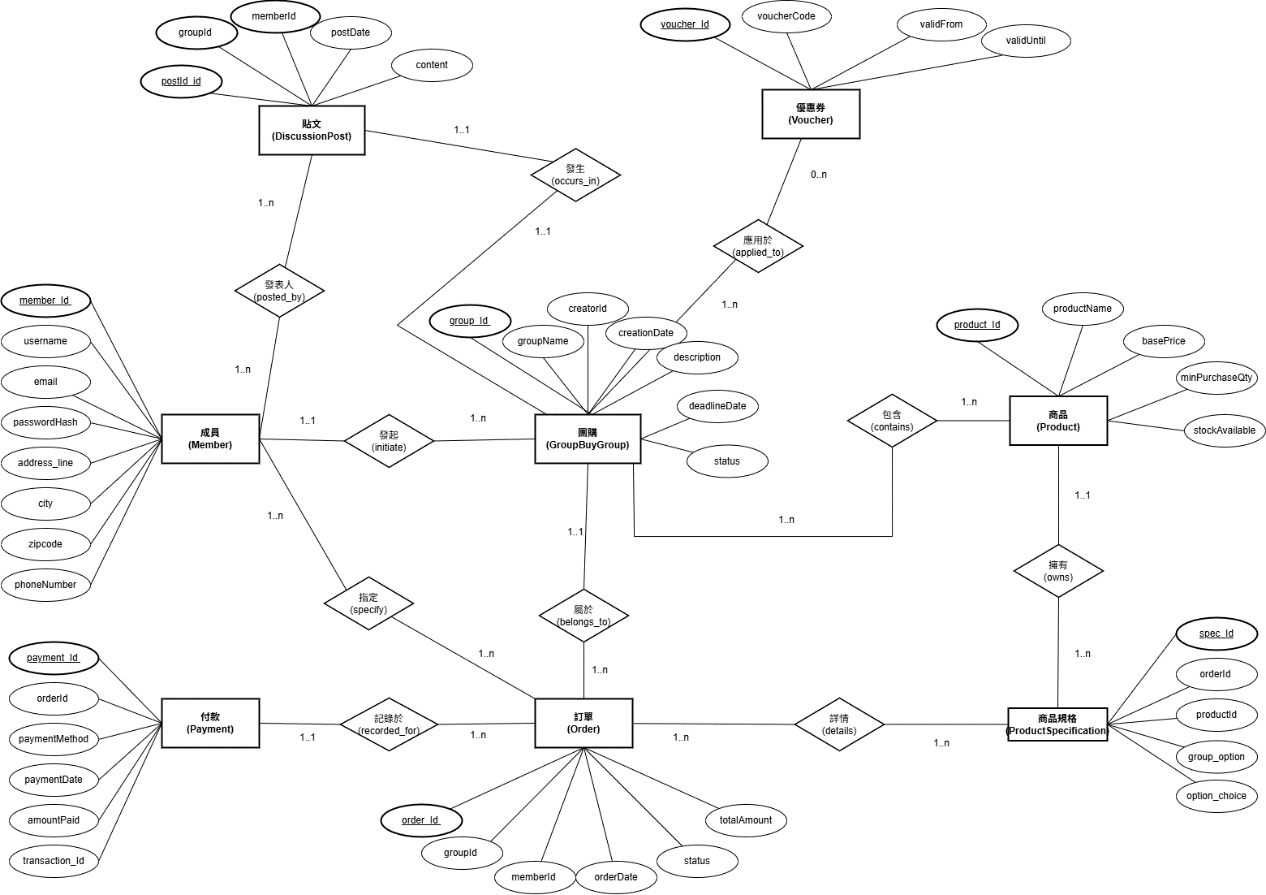 memberId
groupId
postDate
content
postId_id
貼文
(DiscussionPost)
voucher_Id
voucherCode
validFrom
validUntil
優惠券
(Voucher)
1..1
發生
(occurs_in)
0..n
1..n
1..1
應用於
(applied_to)
發表人
(posted_by)
member_Id
username
email
passwordHash
address_line
city
zipcode
phoneNumber
1..n
成員
(Member)
1..1
發起
(initiate)
1..n
group_Id
groupName
creatorId
creationDate
description
deadlineDate
status
1..n
團購
(GroupBuyGroup)
包含
(contains)
1..n
1..n
product_Id
productName
basePrice
minPurchaseQty
stockAvailable
商品
(Product)
1..1
擁有
(owns)
1..n
1..n
指定
(specify)
1..n
1..1
屬於
(belongs_to)
1..n
payment_Id
orderId
paymentMethod
paymentDate
amountPaid
transaction_Id
付款
(Payment)
1..1
記錄於
(recorded_for)
1..n
訂單
(Order)
1..n
詳情
(details)
1..n
商品規格
(ProductSpecification)
spec_Id
orderId
productId
group_option
option_choice
order_Id
groupId
memberId
orderDate
status
totalAmount